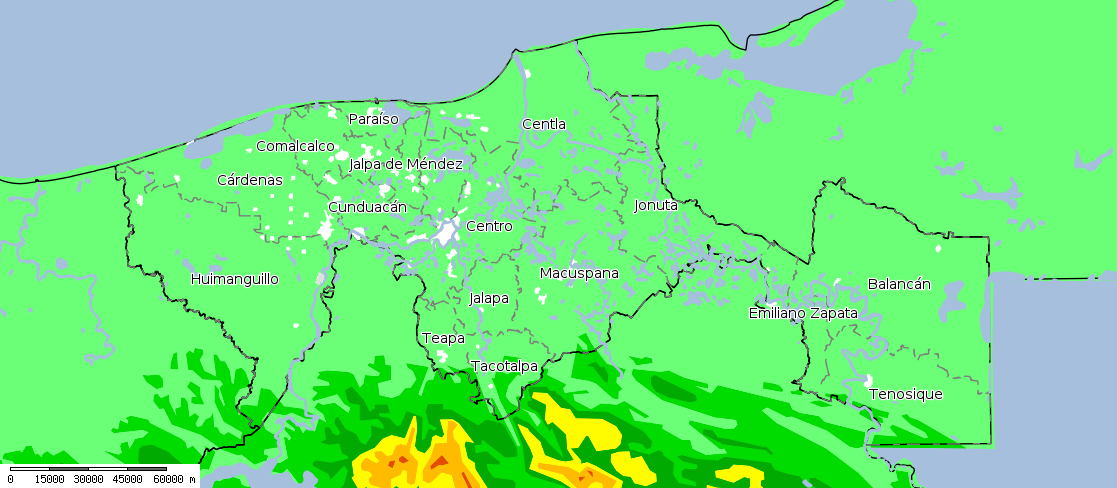 Paraíso
Centla
Comalcalco
Jalpa de Méndez
Cárdenas
Cunduacán
Jonuta
Centro
Huimanguillo
Macuspana
Balancán
Jalapa
Emiliano Zapata
Teapa
Tacotalpa
Tenosique
0 15000 30000 45000 60000 m